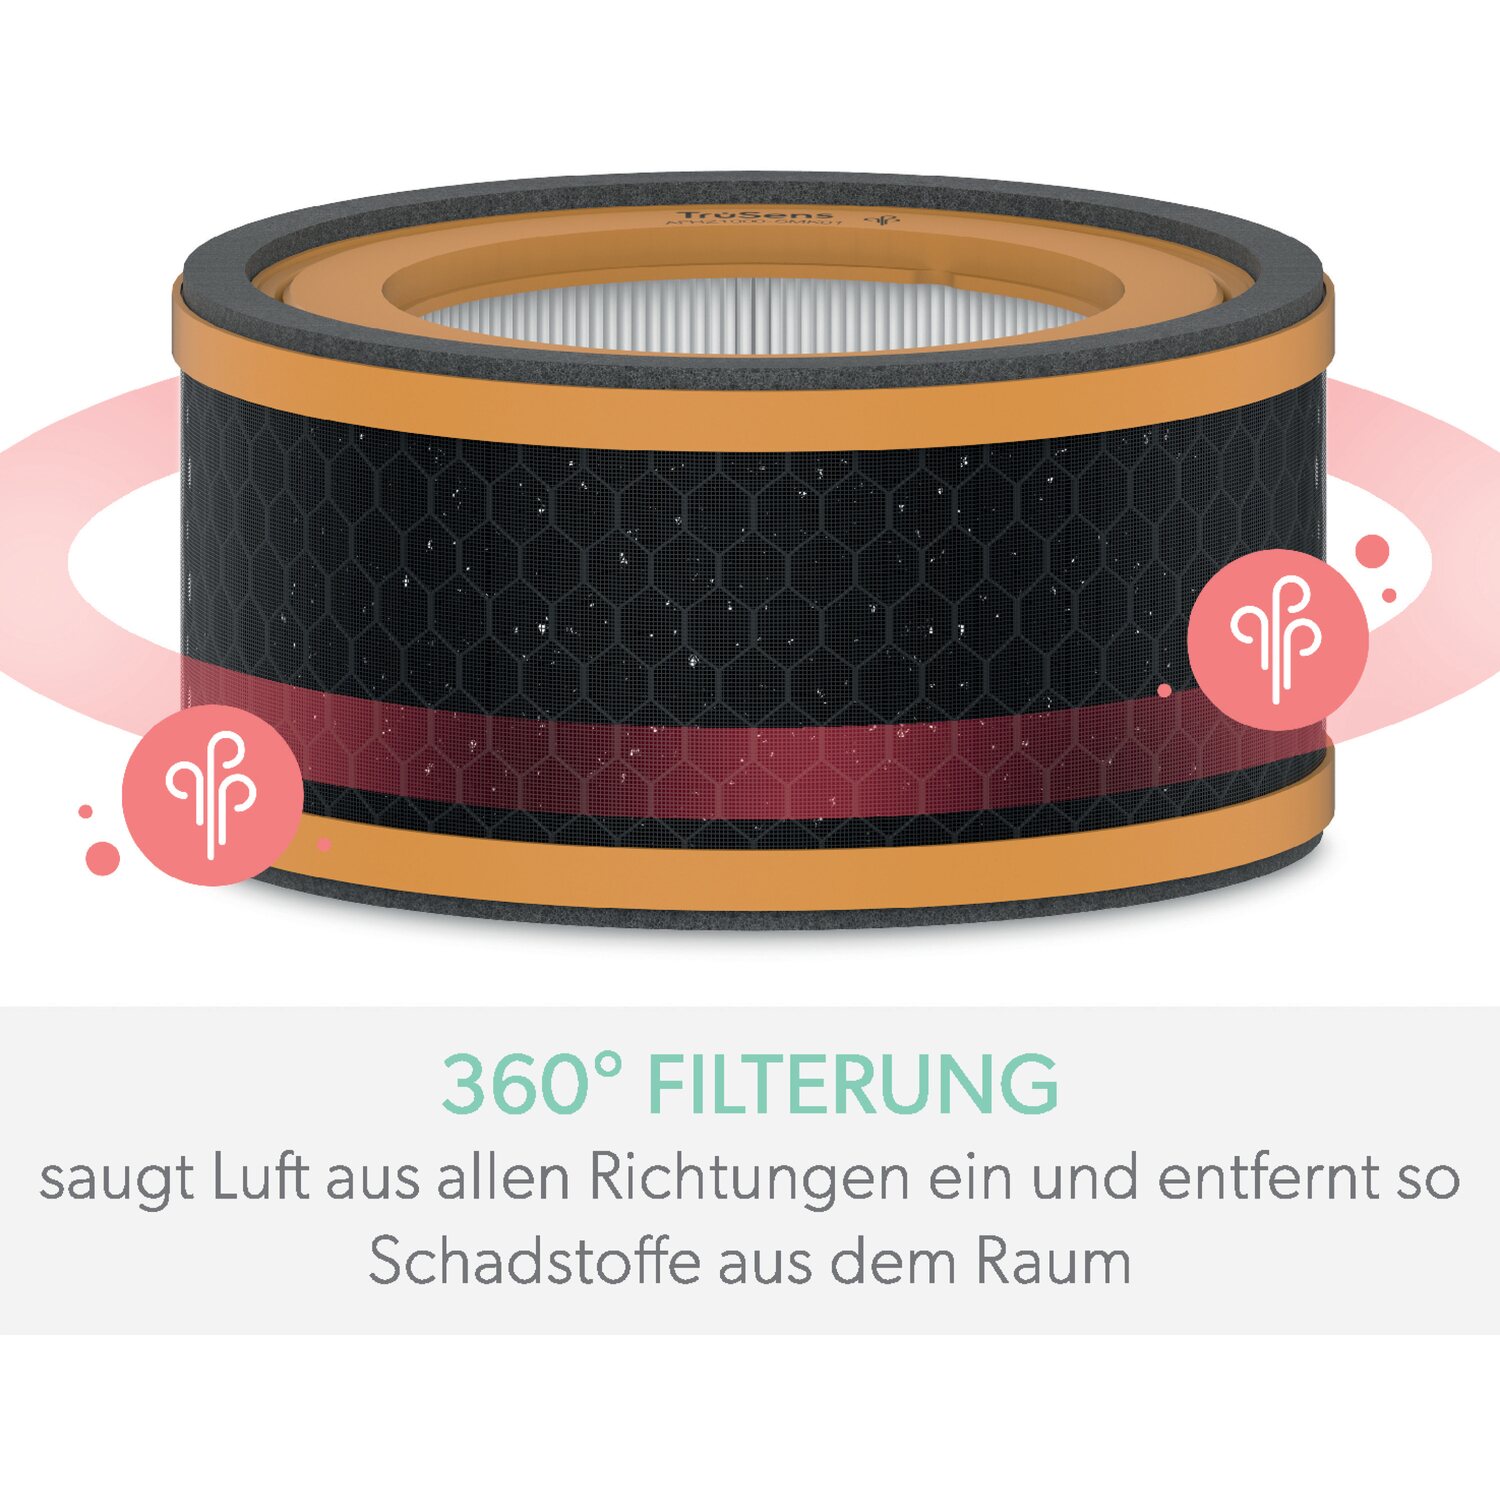 TruSens
360° FILTERUNG
saugt Luft aus allen Richtungen ein und entfernt so
Schadstoffe aus dem Raum